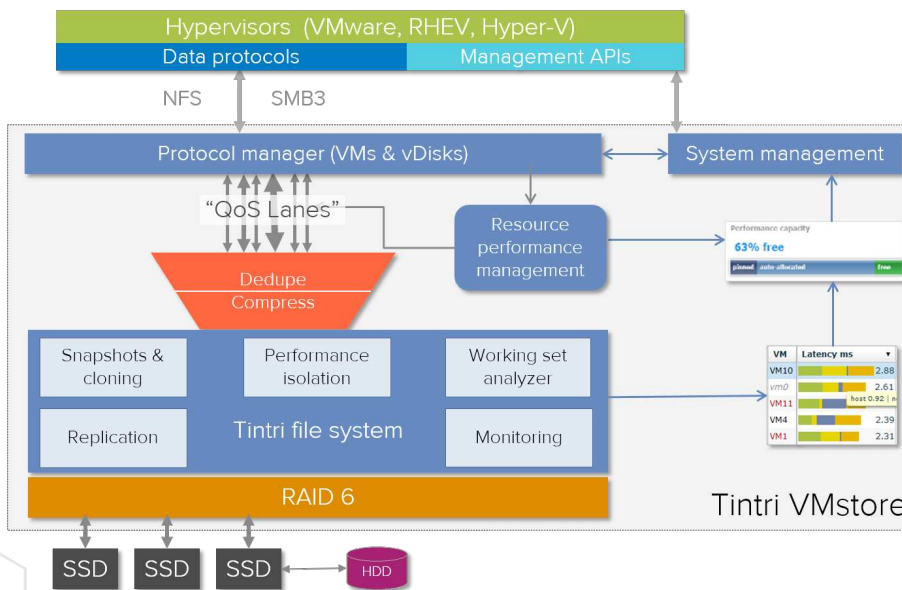 Hypervisors (VMware, RHEV, Hyper-V)
Data protocols
Management APIs
NFS
SMB3
Protocol manager (VMs & vDisks)
System management
"QoS Lanes"
Resource
performance
management
Performance capacity
63% free
pinned auto-allocated free
Dedupe
Compress
Snapshots &
cloning
Performance
isolation
Working set
analyzer
Replication
Tintri file system
Monitoring
VM Latency ms
VM10 2.88
vm0 2.61
host 0.92 |
VM11
VM4 2.39
VM1 2.31
RAID 6
Tintri VMstore
SSD
SSD
SSD
HDD